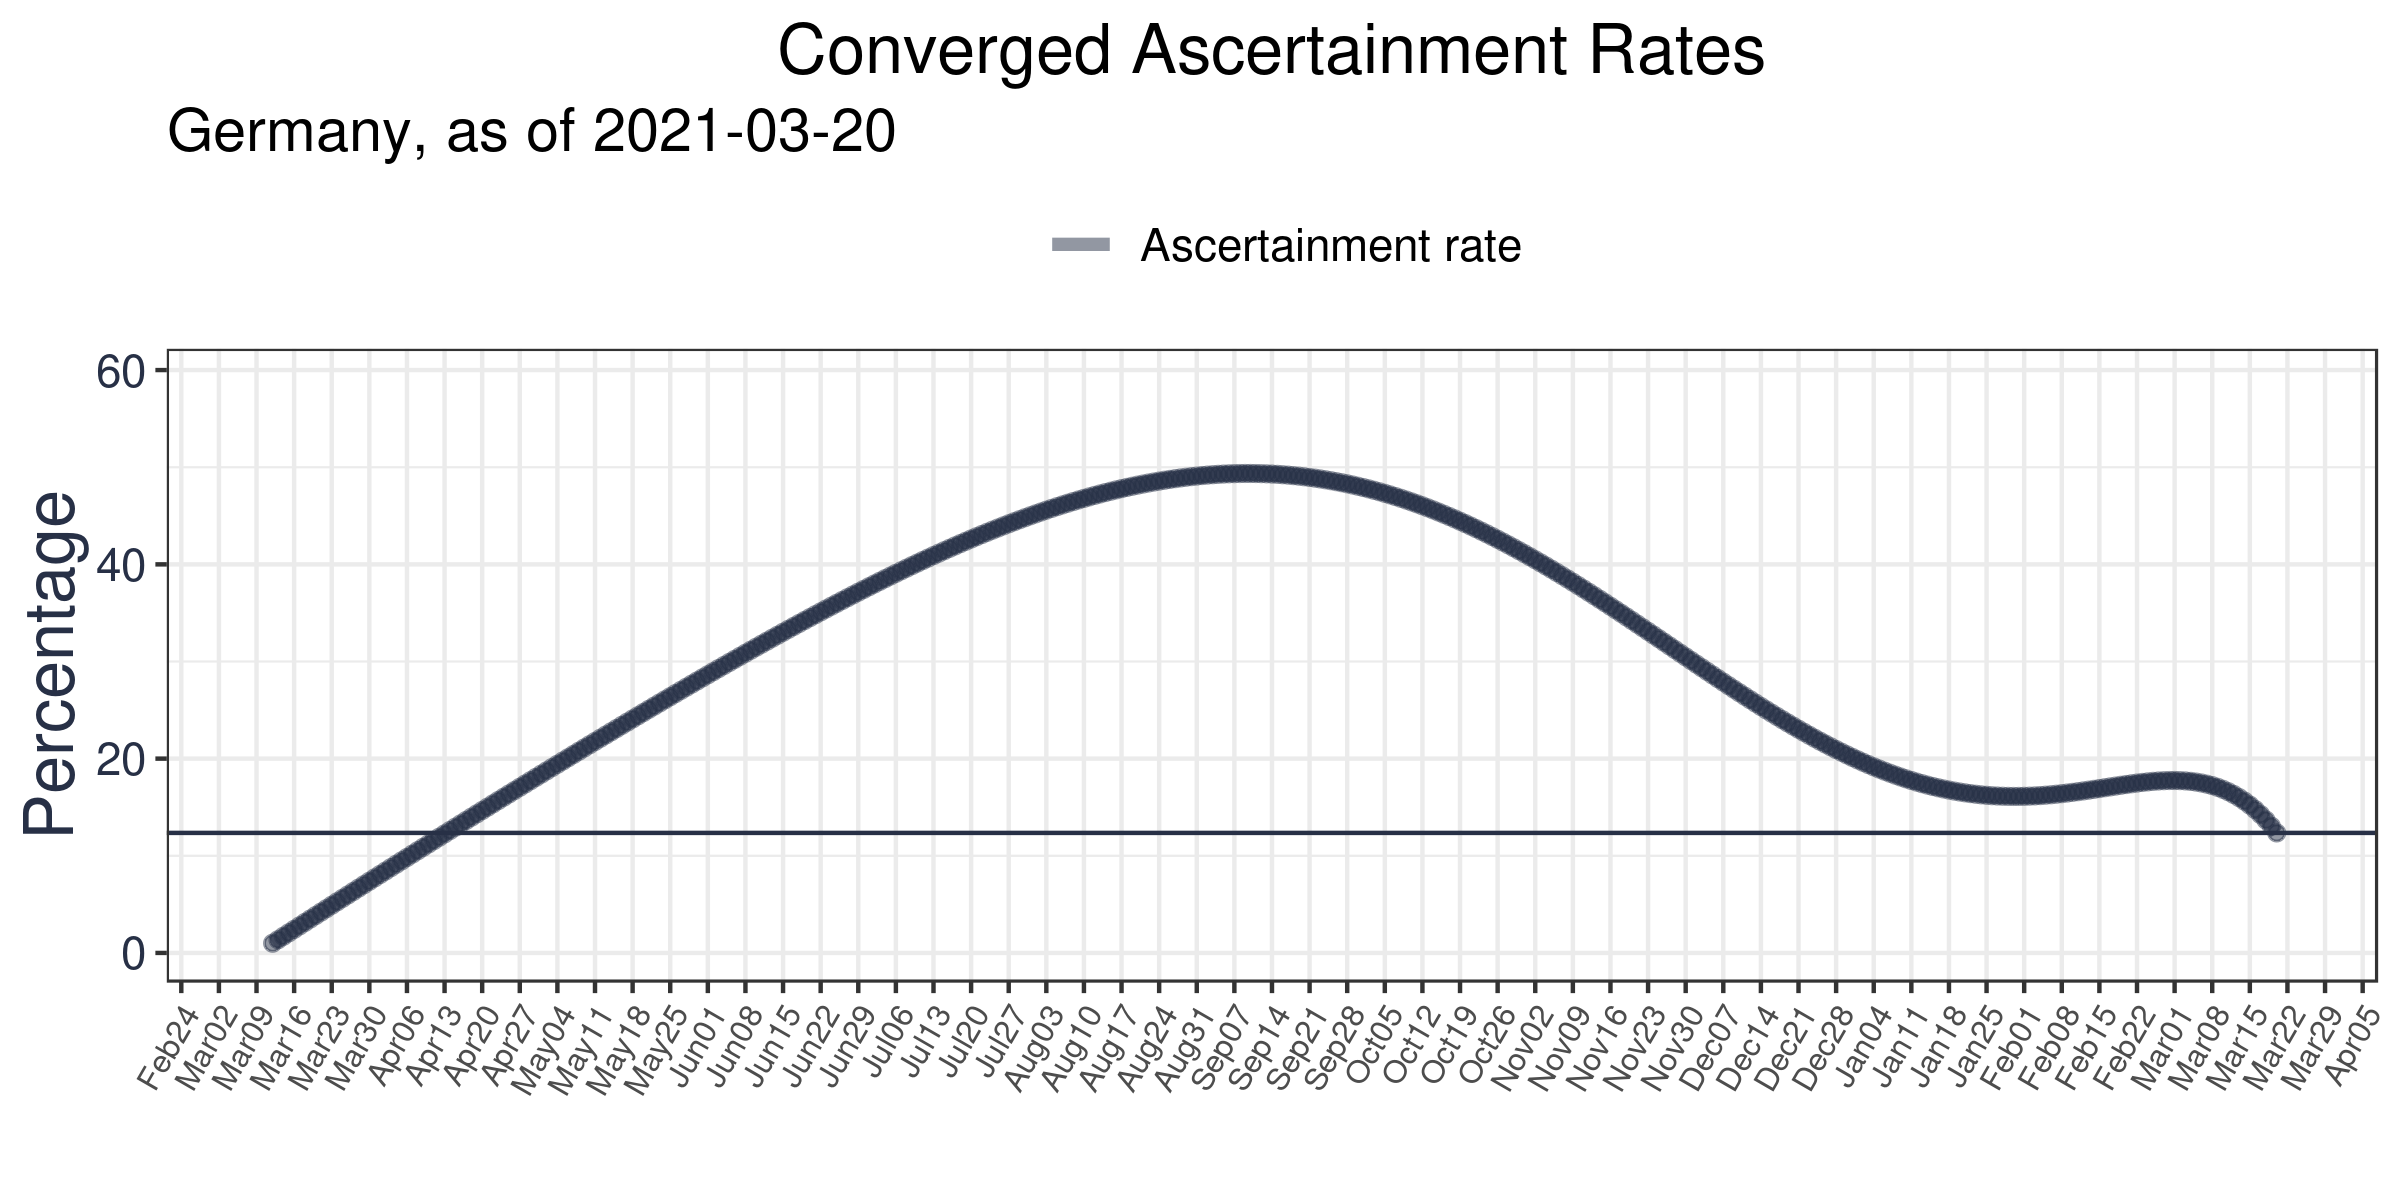 Converged Ascertainment Rates
Germany, as of 2021-03-20
Ascertainment rate
Percentage
60
40
20
0
Feb24
Mar02
Mar09
Mar16
Mar23
Mar30
Apr06
Apr13
Apr20
Apr27
May04
May11
May18
May25
Jun01
Jun08
Jun15
Jun22
Jun29
Jul06
Jul13
Jul20
Jul27
Aug03
Aug10
Aug17
Aug24
Aug31
Sep07
Sep14
Sep21
Sep28
Oct05
Oct12
Oct19
Oct26
Nov02
Nov09
Nov16
Nov23
Nov30
Dec07
Dec14
Dec21
Dec28
Jan04
Jan11
Jan18
Jan25
Feb01
Feb08
Feb15
Feb22
Mar01
Mar08
Mar15
Mar22
Mar29
Apr05